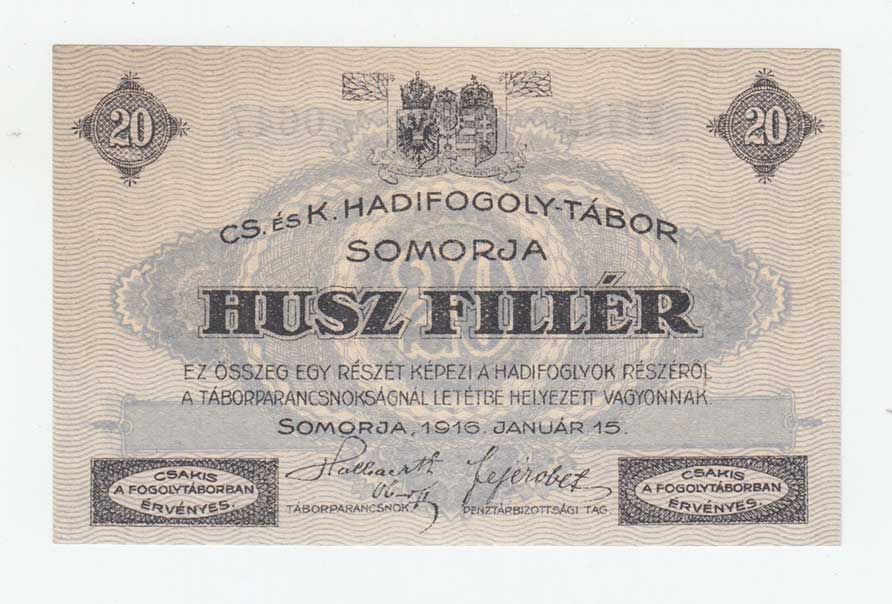 20 20
CS. ÉS K. HADIFOGOLY-TÁBOR
SOMORJA
20
HUSZ FILLÉR
EZ ÖSSZEG EGY RÉSZÉT KÉPEZI A HADIFOGLYOK RÉSZÉRŐL
A TÁBORPARANCSNOKSÁGNÁL LETÉTBE HELYEZETT VAGYONNAK.
SOMORJA, 1916. JANUÁR 15.
CSAKIS
A FOGOLYTÁBORBAN
ÉRVÉNYES.
TÁBORPARANCSNOK
PÉNZTÁRBIZOTTSÁGI TAG.
CSAKIS
A FOGOLYTÁBORBAN
ÉRVÉNYES.